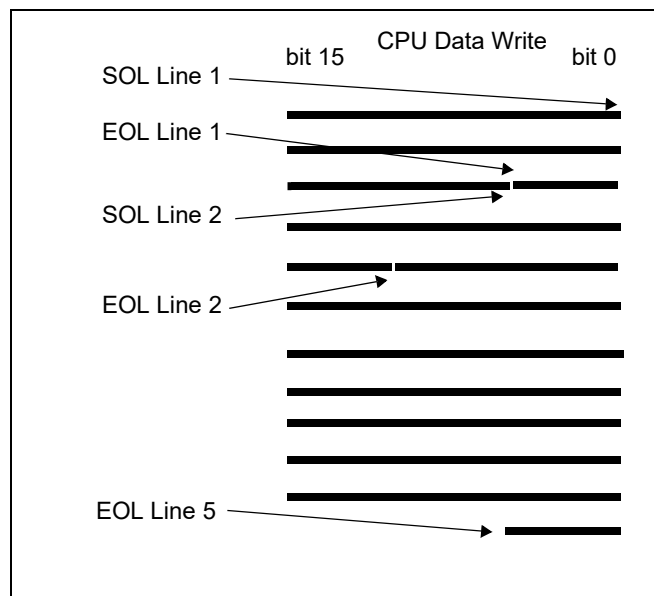 CPU Data Write
bit 15
bit 0
SOL Line 1
EOL Line 1
SOL Line 2
EOL Line 2
EOL Line 5